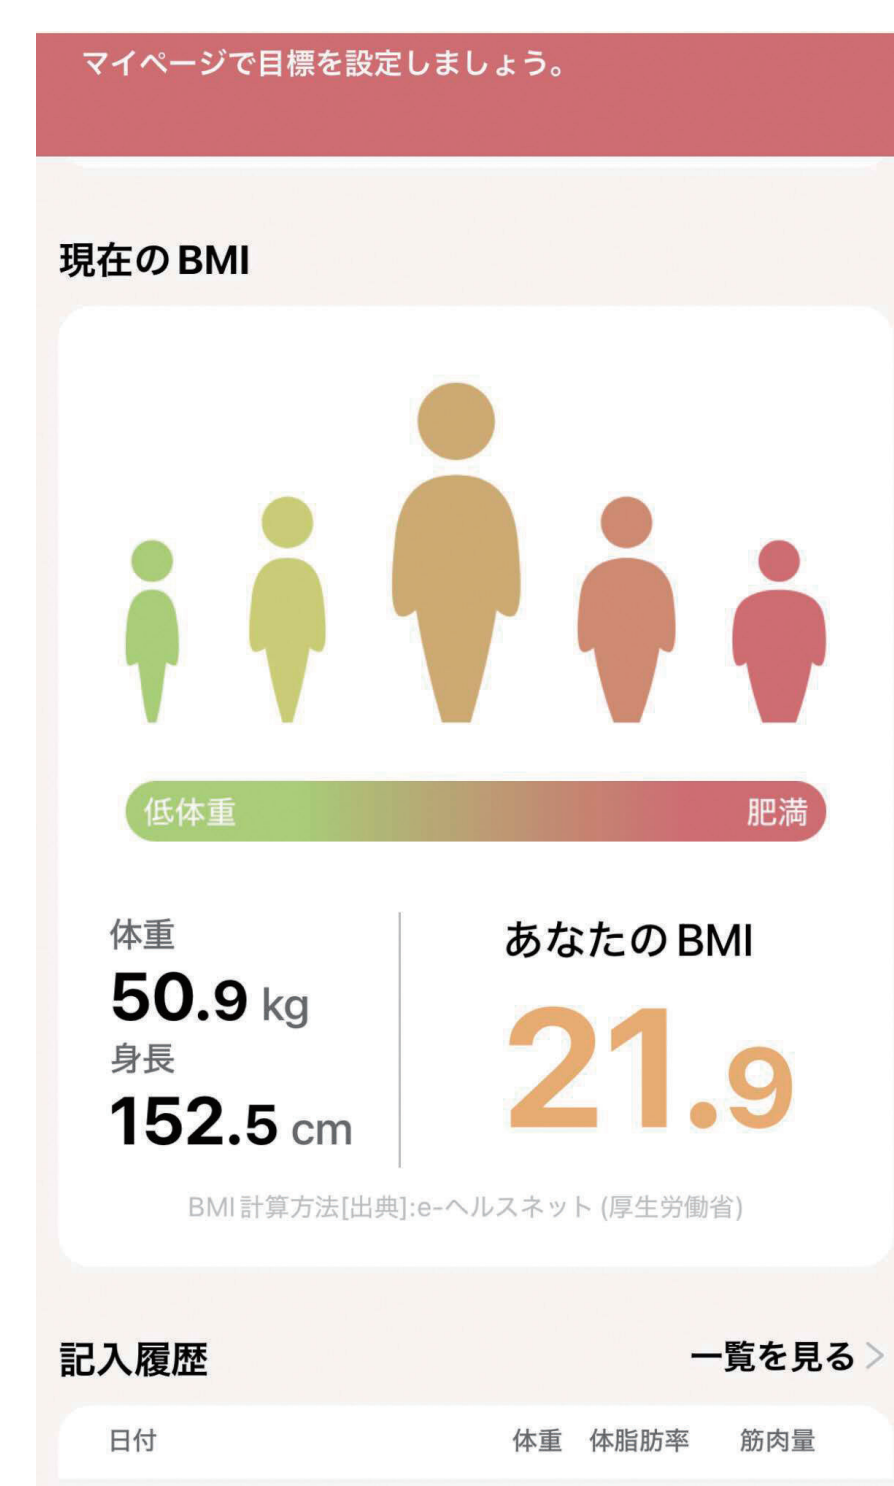 マイページで目標を設定しましょう。
現在のBMI
低体重 肥満
体重
50.9 kg
身長
152.5 cm
あなたのBMI
21.9
BMI計算方法[出典]:e-ヘルスネット (厚生労働省)
記入履歴 一覧を見る >
日付 体重 体脂肪率 筋肉量